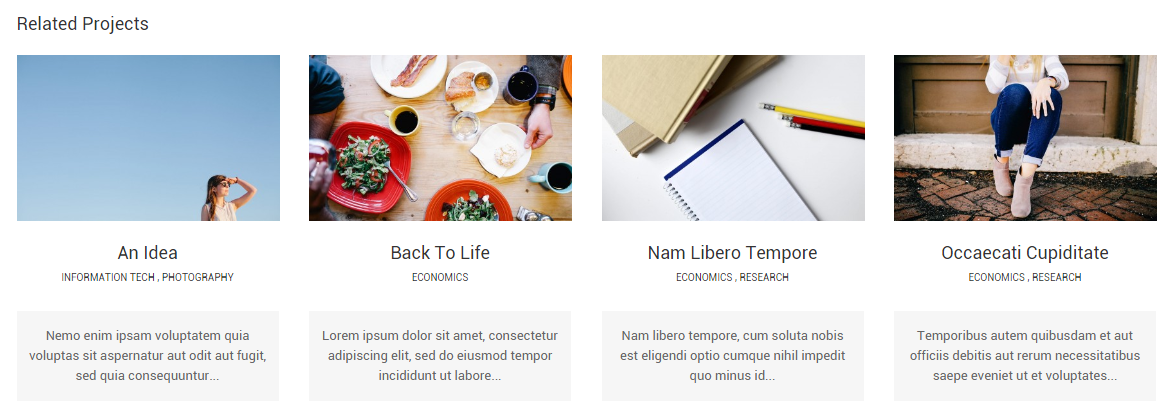 Related Projects
An Idea
INFORMATION TECH , PHOTOGRAPHY
Nemo enim ipsam voluptatem quia
voluptas sit aspernatur aut odit aut fugit,
sed quia consequuntur...
Back To Life
ECONOMICS
Lorem ipsum dolor sit amet, consectetur
adipiscing elit, sed do eiusmod tempor
incididunt ut labore...
Nam Libero Tempore
ECONOMICS , RESEARCH
Nam libero tempore, cum soluta nobis
est eligendi optio cumque nihil impedit
quo minus id...
Occaecati Cupiditate
ECONOMICS , RESEARCH
Temporibus autem quibusdam et aut
officiis debitis aut rerum necessitatibus
saepe eveniet ut et voluptates...